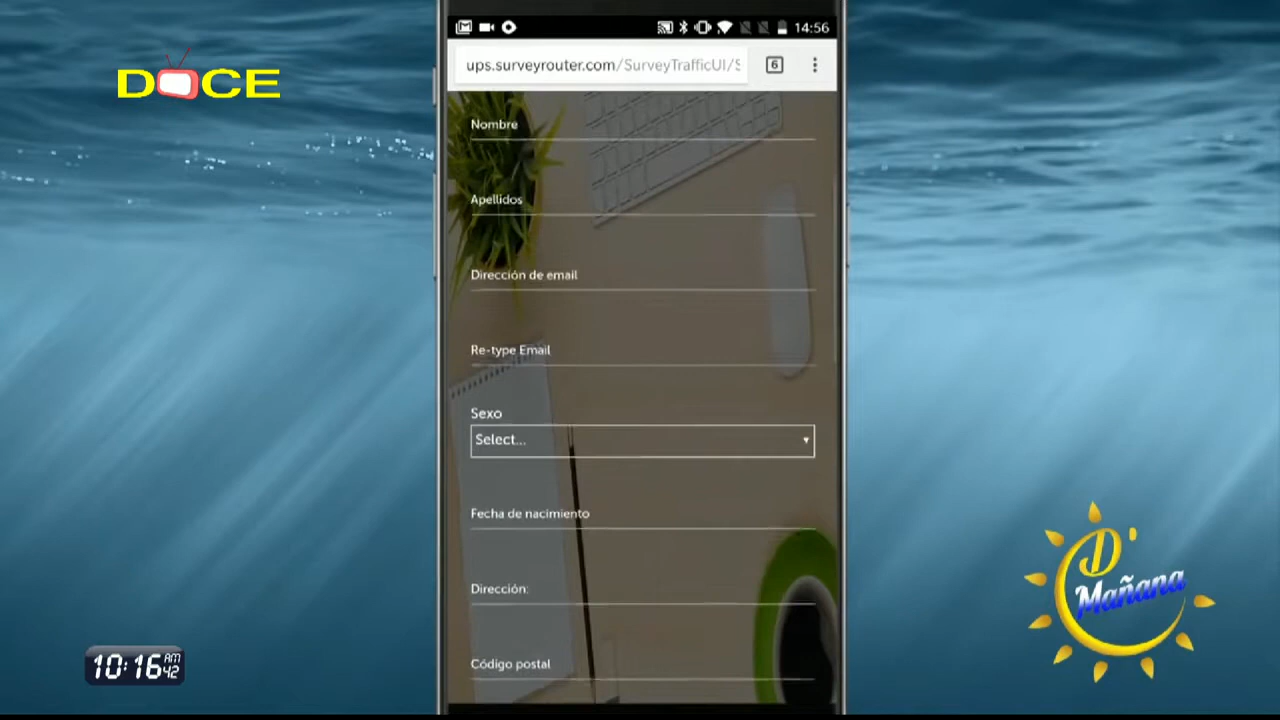 14:56
ups.surveyrouter.com/SurveyTrafficUI/S
6
DOCE
Nombre
Apellidos
Dirección de email
Re-type Email
Sexo
Select...
Fecha de nacimiento
Dirección:
Código postal
D'
Mañana
10:16 AM
42